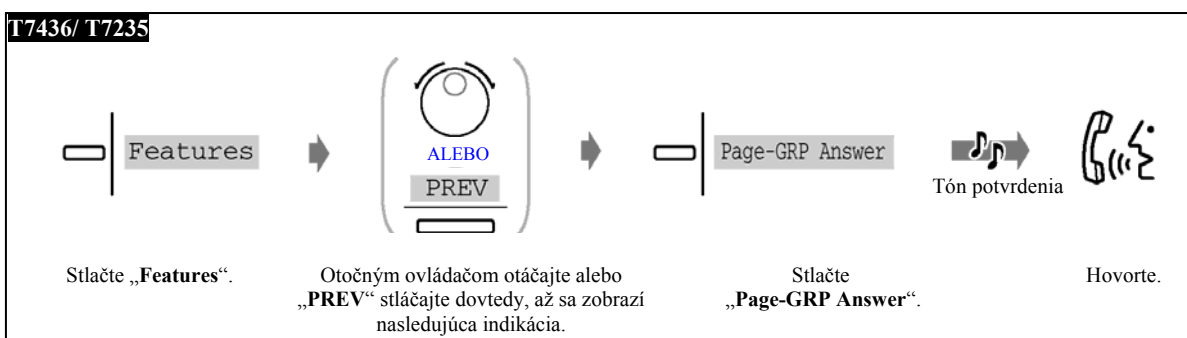 T7436/ T7235
Features
ALEBO
PREV
Page-GRP Answer
Tón potvrdenia
Stlačte „Features“.
Otočným ovládačom otáčajte alebo
„PREV“ stláčajte dovtedy, až sa zobrazí
nasledujúca indikácia.
Stlačte
„Page-GRP Answer“.
Hovorte.